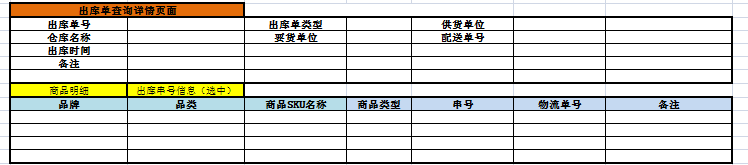 出库单查询详情页面
出库单号 出库单类型 供货单位
仓库名称 要货单位 配送单号
出库时间
备注
商品明细 出库串号信息（选中）
品牌 品类 商品SKU名称 商品类型 串号 物流单号 备注